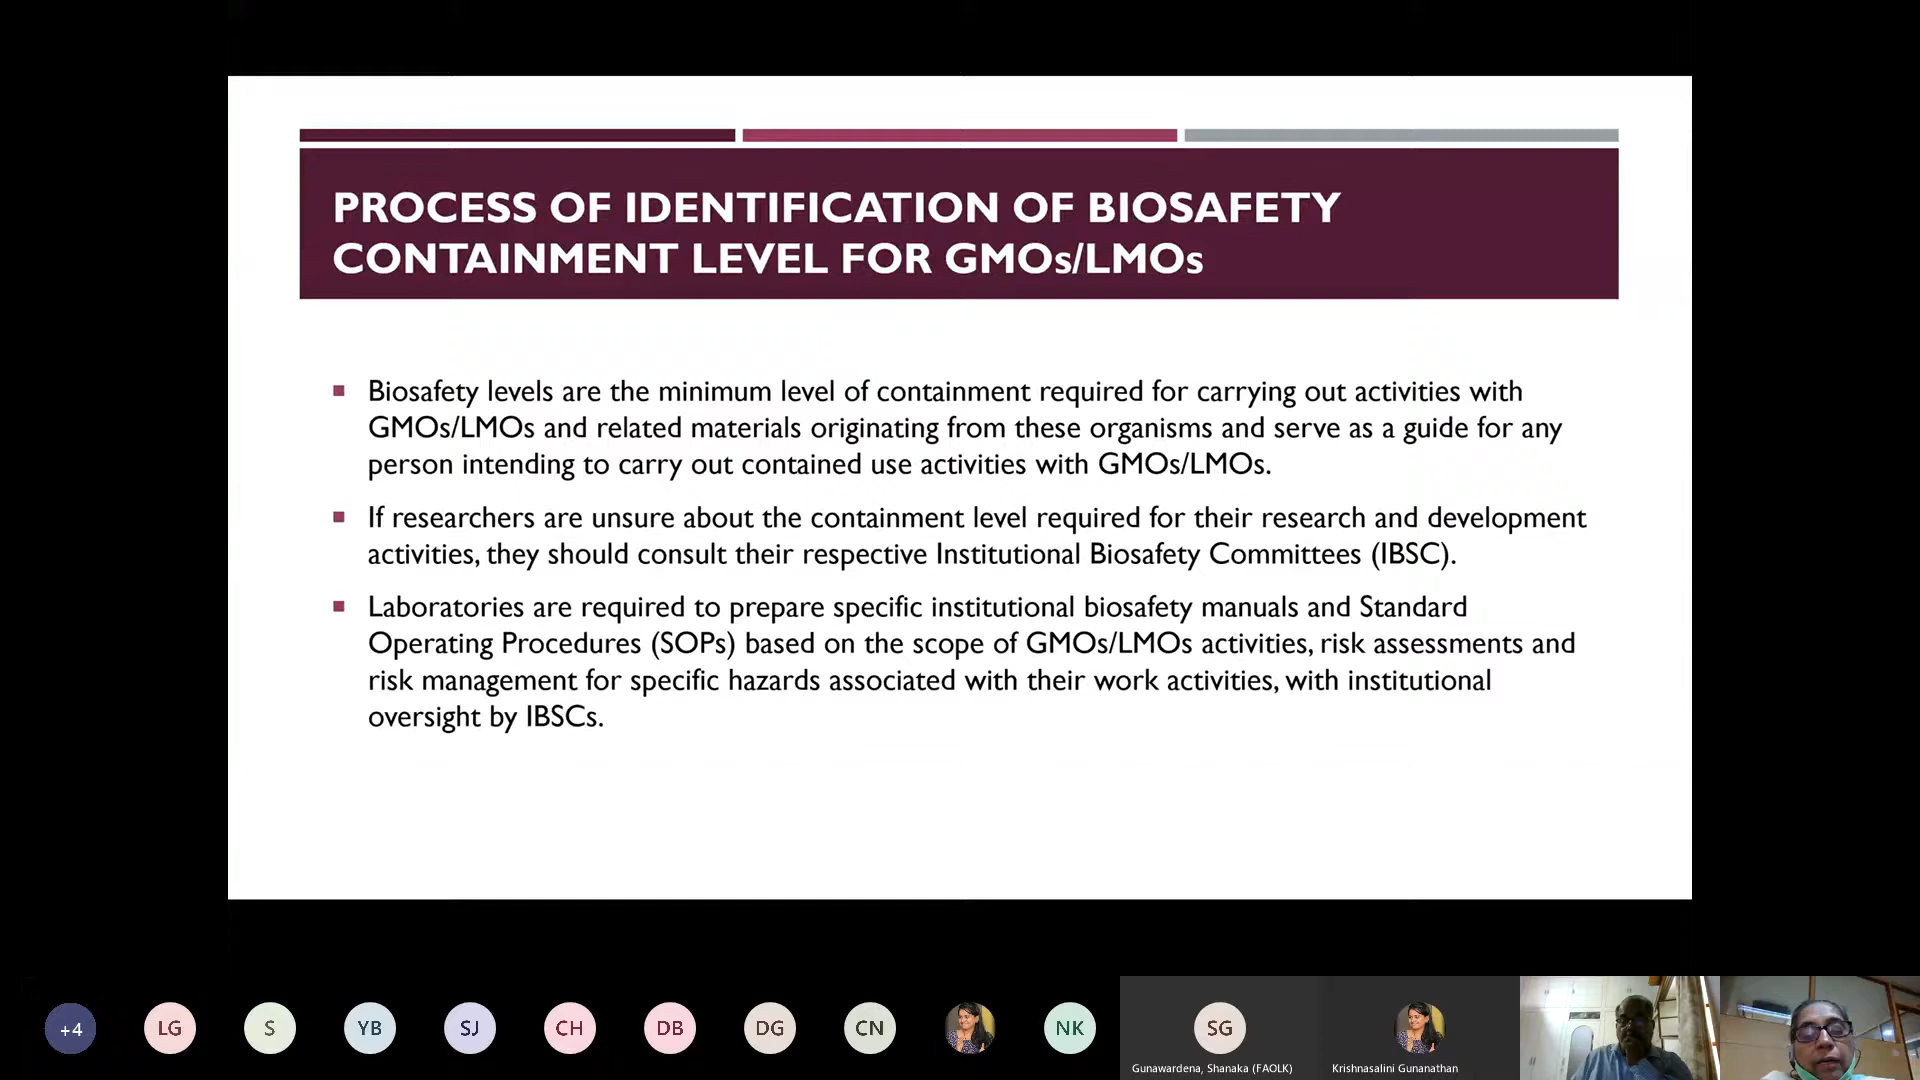 PROCESS OF IDENTIFICATION OF BIOSAFETY
CONTAINMENT LEVEL FOR GMOs/LMOs
Biosafety levels are the minimum level of containment required for carrying out activities with
GMOs/LMOs and related materials originating from these organisms and serve as a guide for any
person intending to carry out contained use activities with GMOs/LMOs.
If researchers are unsure about the containment level required for their research and development
activities, they should consult their respective Institutional Biosafety Committees (IBSC).
Laboratories are required to prepare specific institutional biosafety manuals and Standard
Operating Procedures (SOPs) based on the scope of GMOs/LMOs activities, risk assessments and
risk management for specific hazards associated with their work activities, with institutional
oversight by IBSCs.
+4 LG S YB SJ CH DB DG CN NK SG
Gunawardena, Shanaka (FAOLK) Krishnasalini Gunanathan